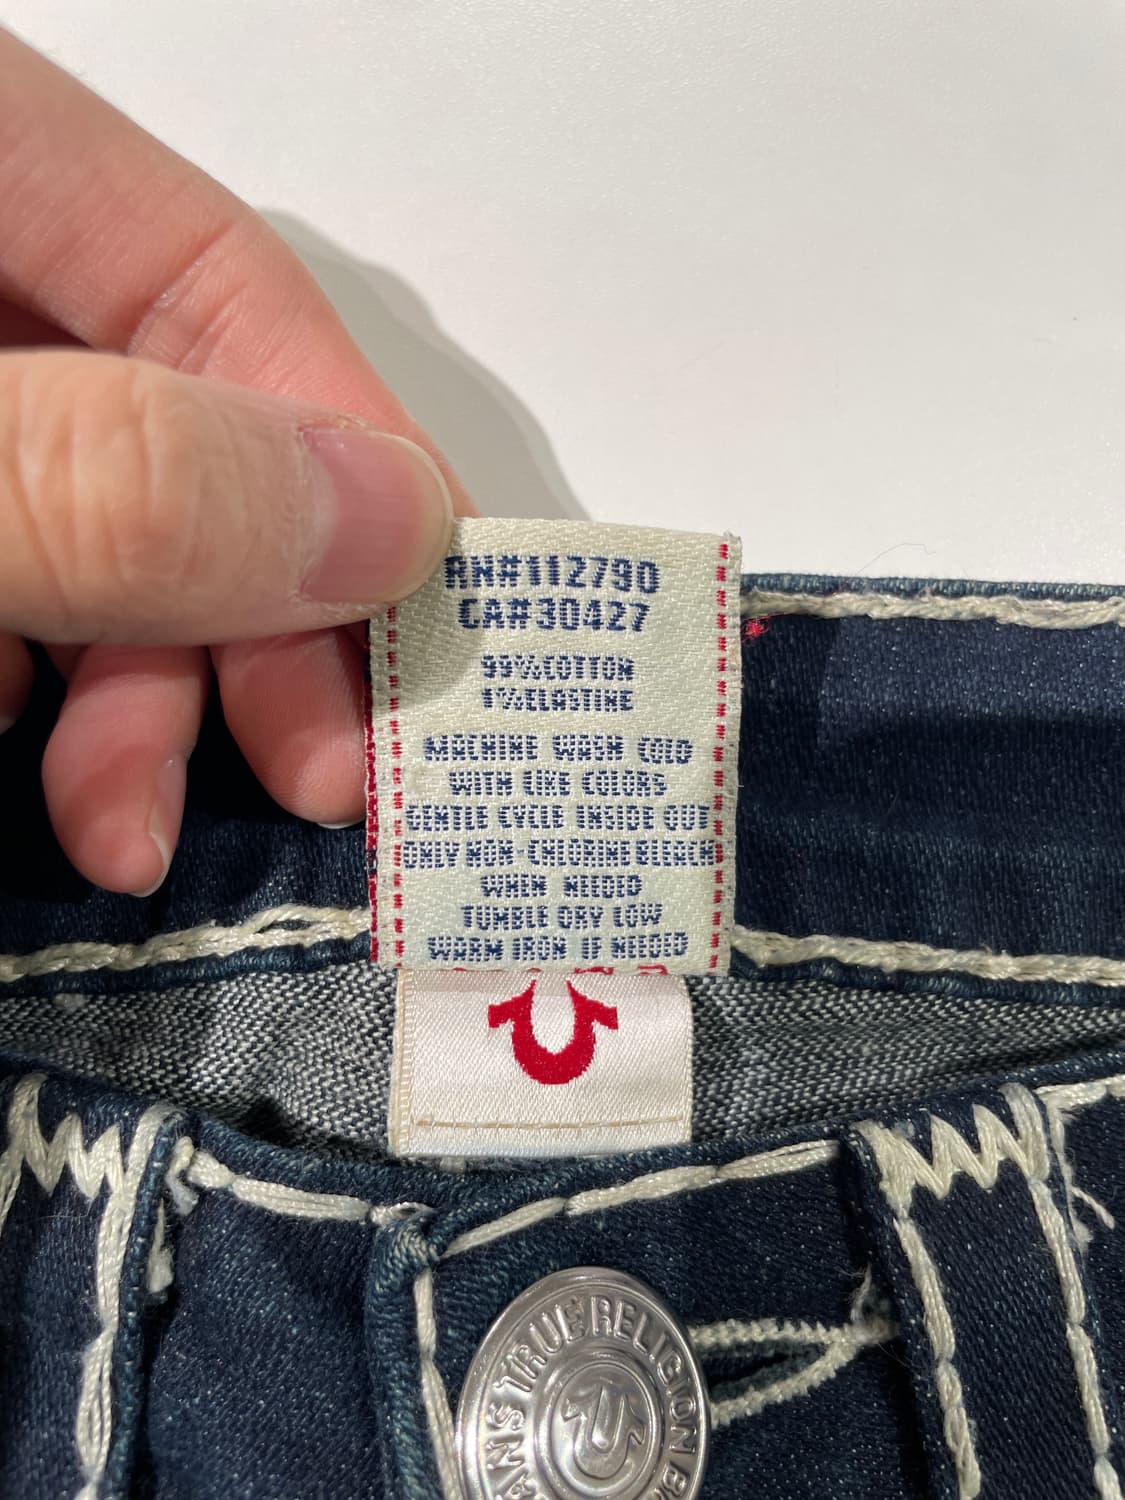 RN#112790
CA#30427
99%COTTON
1%ELASTINE
MACHINE WASH COLD
WITH LIKE COLORS
GENTLE CYCLE INSIDE OUT
ONLY NON-CHLORINE BLEACH
WHEN NEEDED
TUMBLE DRY LOW
WARM IRON IF NEEDED
TRUE RELIGION